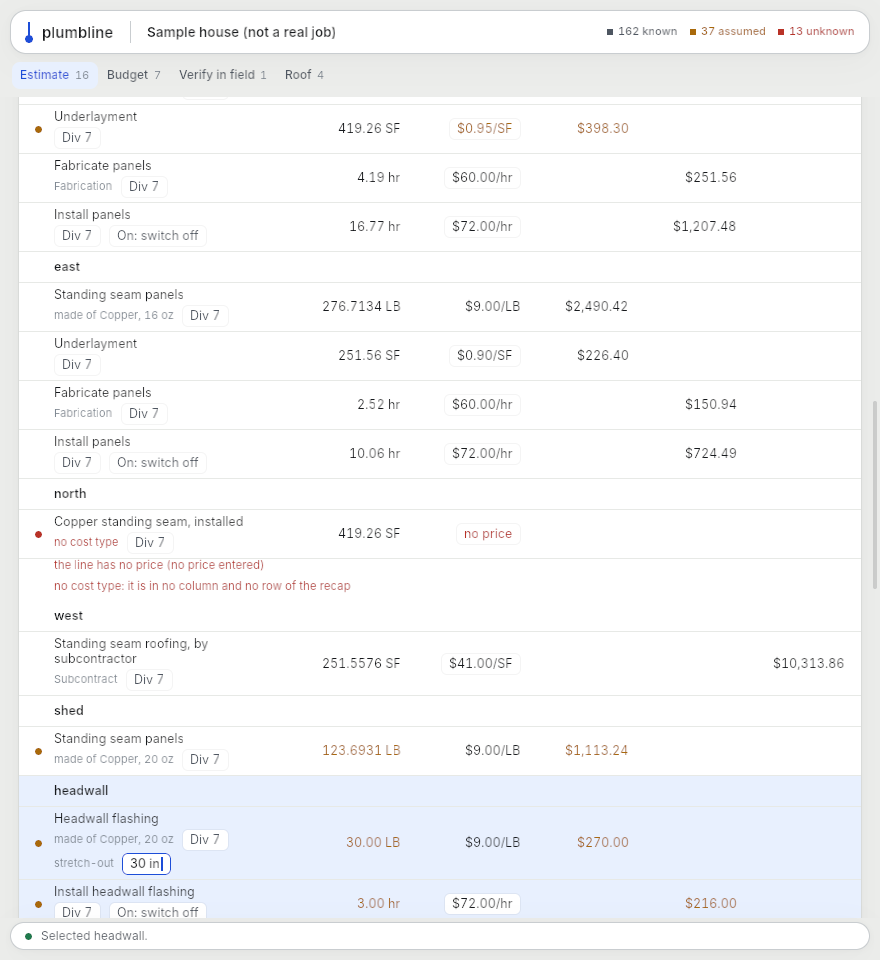 plumbline
Sample house (not a real job)
162 known
37 assumed
13 unknown
Estimate 16
Budget 7
Verify in field 1
Roof 4
Underlayment
Div 7
419.26 SF
$0.95/SF
$398.30
Fabricate panels
Fabrication
Div 7
4.19 hr
$60.00/hr
$251.56
Install panels
Div 7
On: switch off
16.77 hr
$72.00/hr
$1,207.48
east
Standing seam panels
made of Copper, 16 oz
Div 7
276.7134 LB
$9.00/LB
$2,490.42
Underlayment
Div 7
251.56 SF
$0.90/SF
$226.40
Fabricate panels
Fabrication
Div 7
2.52 hr
$60.00/hr
$150.94
Install panels
Div 7
On: switch off
10.06 hr
$72.00/hr
$724.49
north
Copper standing seam, installed
no cost type
Div 7
419.26 SF
no price
the line has no price (no price entered)
no cost type: it is in no column and no row of the recap
west
Standing seam roofing, by
subcontractor
Subcontract
Div 7
251.5576 SF
$41.00/SF
$10,313.86
shed
Standing seam panels
made of Copper, 20 oz
Div 7
123.6931 LB
$9.00/LB
$1,113.24
headwall
Headwall flashing
made of Copper, 20 oz
Div 7
stretch-out
30 in
30.00 LB
$9.00/LB
$270.00
Install headwall flashing
Div 7
On: switch off
3.00 hr
$72.00/hr
$216.00
Selected headwall.